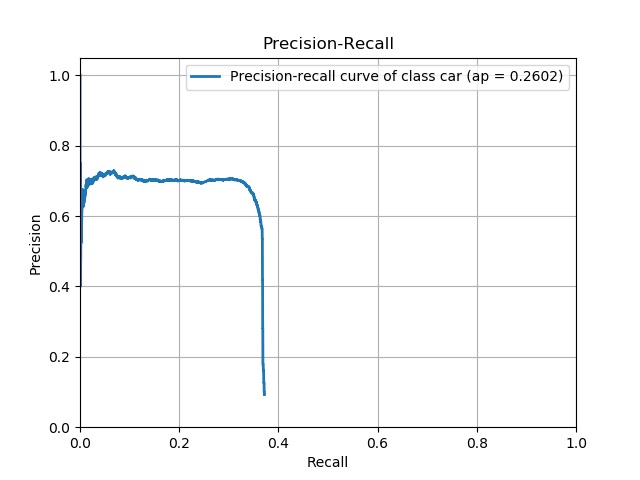 Precision-Recall
Precision-recall curve of class car (ap = 0.2602)
1.0
0.8
0.6
0.4
0.2
0.0
Precision
0.0 0.2 0.4 0.6 0.8 1.0
Recall